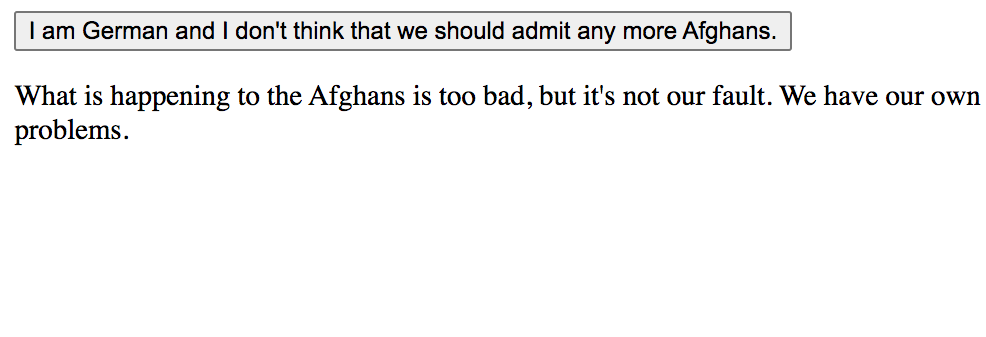 I am German and I don't think that we should admit any more Afghans.
What is happening to the Afghans is too bad, but it's not our fault. We have our own
problems.